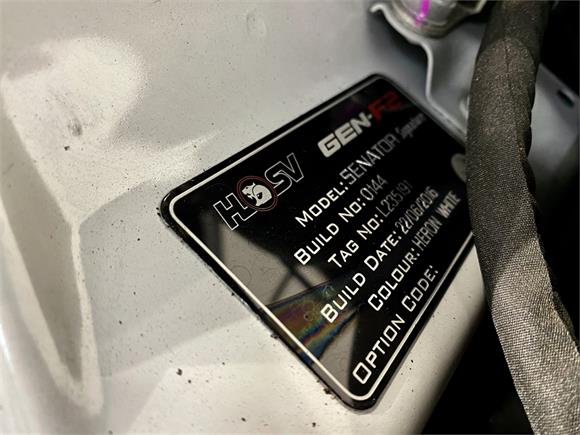 HSV GEN-F2
MODEL: SENATOR Signature
BUILD NO: 0144
TAG NO: L235191
BUILD DATE: 22/06/2016
COLOUR: HERON WHITE
OPTION CODE: